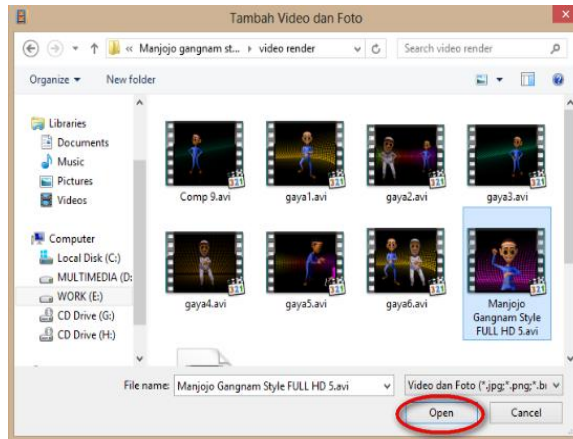 Tambah Video dan Foto
« Manjojo gangnam st... ▸ video render
Search video render
Organize
New folder
Libraries
Documents
Music
Pictures
Videos
Computer
Local Disk (C:)
MULTIMEDIA (D:
WORK (E:)
CD Drive (G:)
CD Drive (H:)
Comp 9.avi
gaya1.avi
gaya2.avi
gaya3.avi
gaya4.avi
gaya5.avi
gaya6.avi
Manjojo
Gangnam Style
FULL HD 5.avi
File name:
Manjojo Gangnam Style FULL HD 5.avi
Video dan Foto (*.jpg;*.png;*.b
Open
Cancel